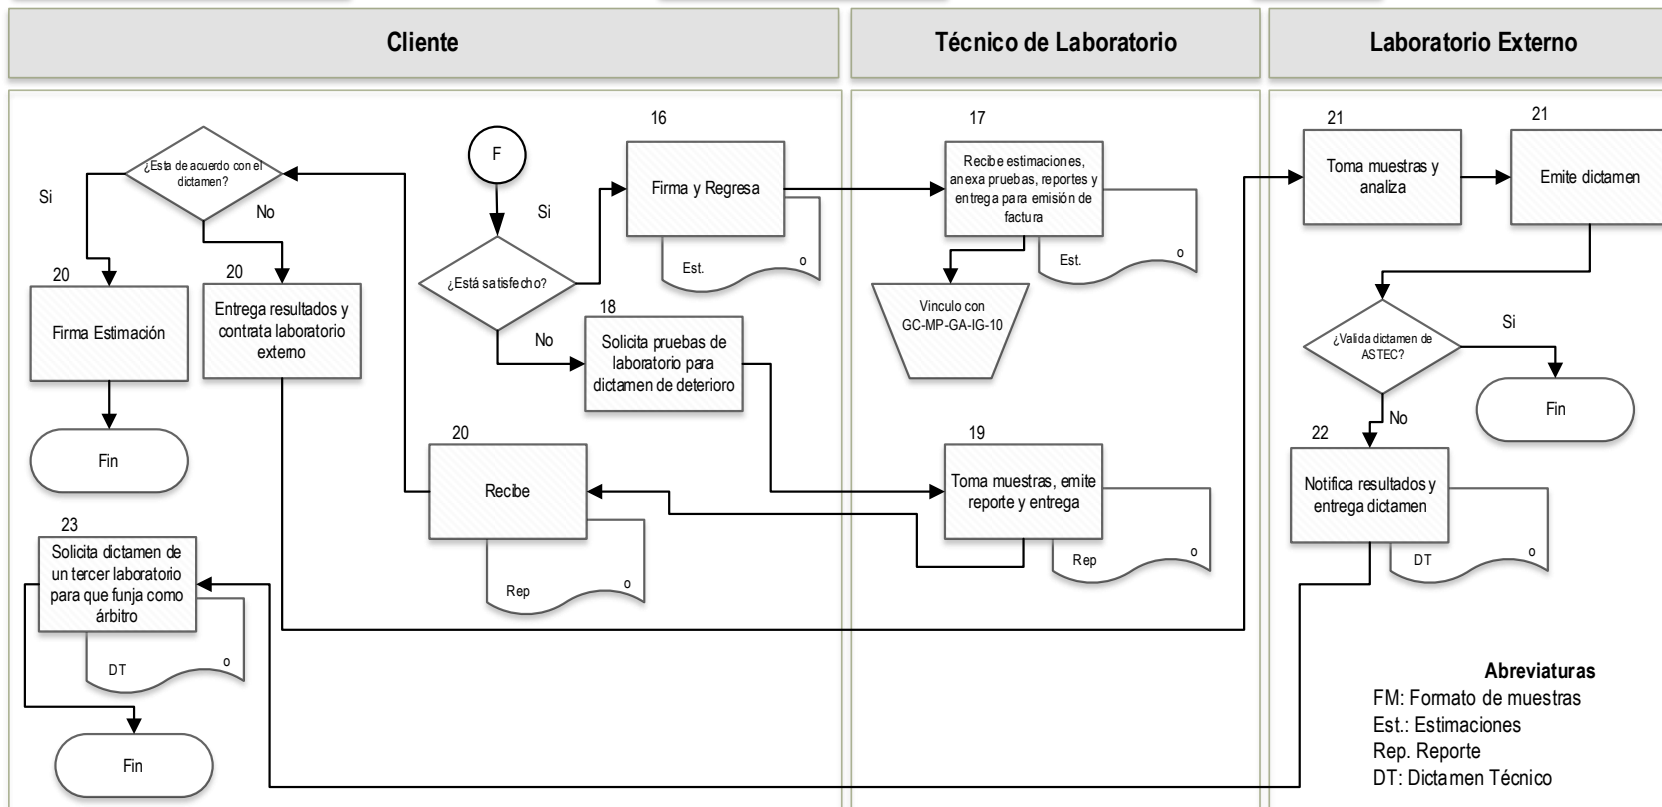 Cliente
Técnico de Laboratorio
Laboratorio Externo
¿Esta de acuerdo con el
dictamen?
Si
No
20
Firma Estimación
Fin
20
Entrega resultados y
contrata laboratorio
externo
F
¿Está satisfecho?
Si
No
16
Firma y Regresa
Est.
o
18
Solicita pruebas de
laboratorio para
dictamen de deterioro
20
Recibe
Rep
o
23
Solicita dictamen de
un tercer laboratorio
para que funja como
árbitro
DT
o
Fin
17
Recibe estimaciones,
anexa pruebas, reportes y
entrega para emisión de
factura
Est.
o
Vinculo con
GC-MP-GA-IG-10
19
Toma muestras, emite
reporte y entrega
Rep
o
21
Toma muestras y
analiza
21
Emite dictamen
¿Valida dictamen de
ASTEC?
Si
Fin
No
22
Notifica resultados y
entrega dictamen
DT
o
Abreviaturas
FM: Formato de muestras
Est.: Estimaciones
Rep. Reporte
DT: Dictamen Técnico